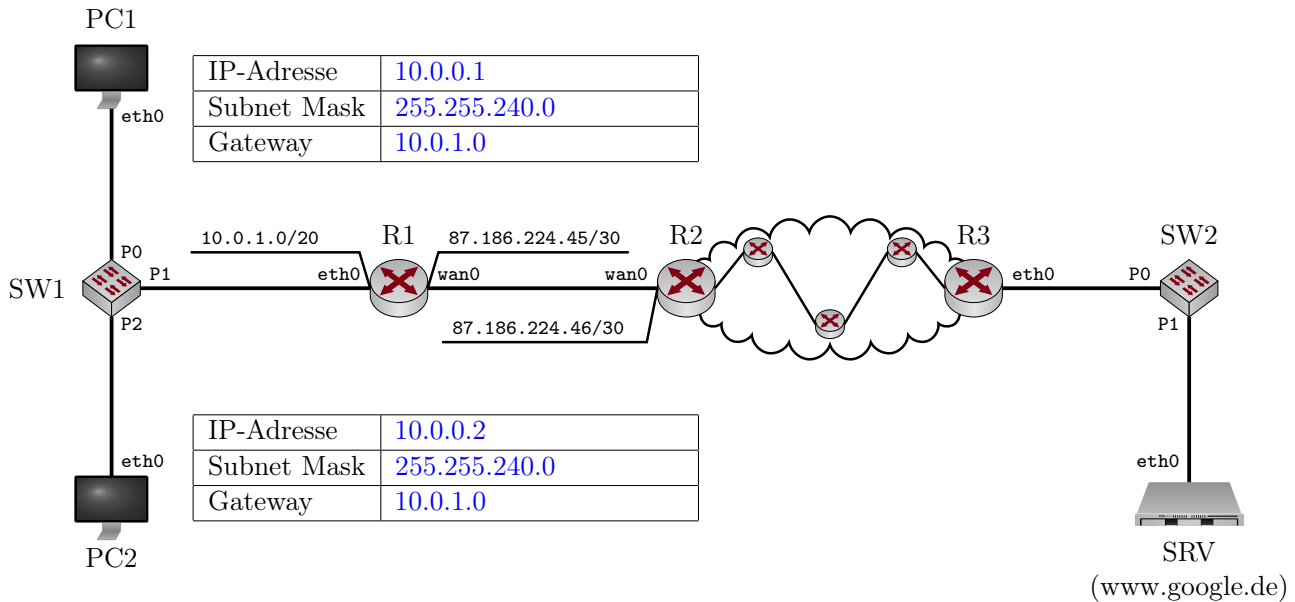 PC1
eth0
IP-Adresse 10.0.0.1
Subnet Mask 255.255.240.0
Gateway 10.0.1.0
10.0.1.0/20 R1 87.186.224.45/30 R2 R3 SW2
P0
SW1 P1 eth0 wan0 wan0 eth0 P0
P2 P1
87.186.224.46/30
IP-Adresse 10.0.0.2
Subnet Mask 255.255.240.0
Gateway 10.0.1.0
eth0 eth0
PC2 SRV
(www.google.de)